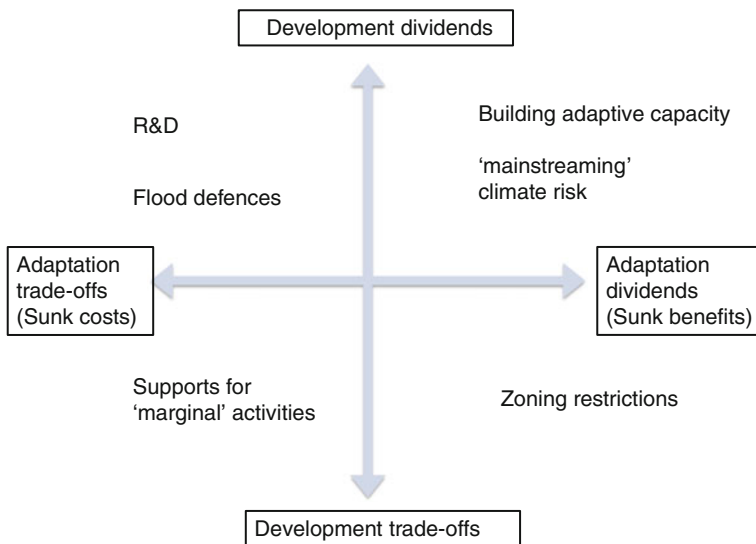 Development dividends
R&D
Building adaptive capacity
‘mainstreaming’
climate risk
Flood defences
Adaptation
trade-offs
(Sunk costs)
Adaptation
dividends
(Sunk benefits)
Supports for
‘marginal’ activities
Zoning restrictions
Development trade-offs